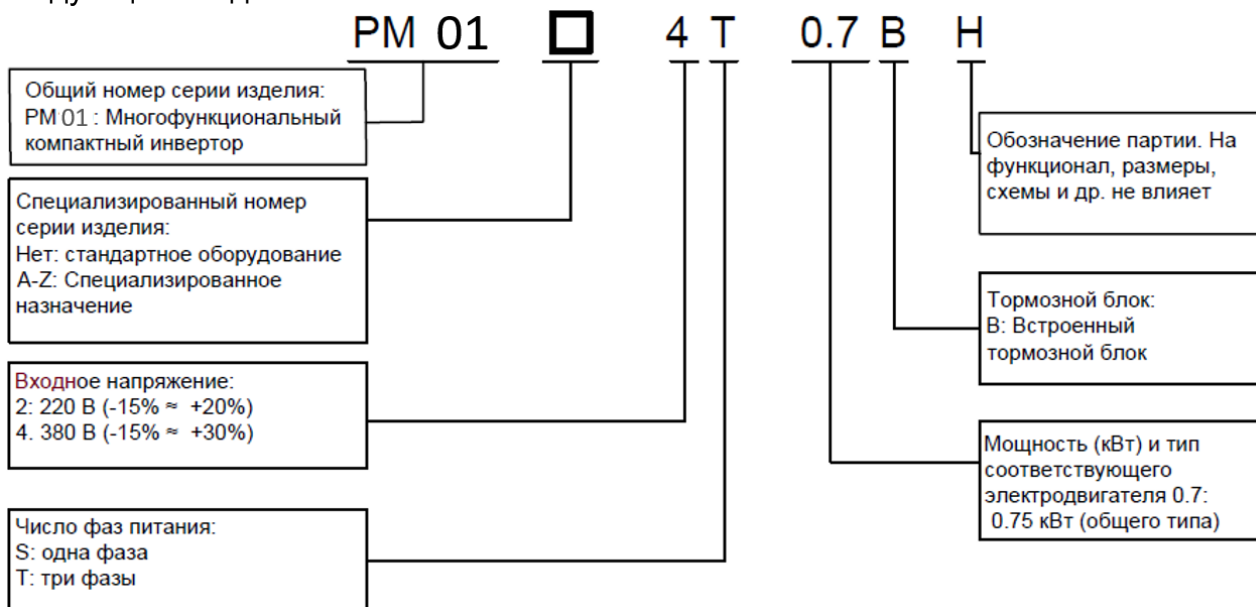 PM 01 4 T 0.7 B H
Общий номер серии изделия:
PM 01 : Многофункциональный
компактный инвертор
Специализированный номер
серии изделия:
Нет: стандартное оборудование
A-Z: Специализированное
назначение
Входное напряжение:
2: 220 В (-15% ≈ +20%)
4. 380 В (-15% ≈ +30%)
Число фаз питания:
S: одна фаза
T: три фазы
Обозначение партии. На
функционал, размеры,
схемы и др. не влияет
Тормозной блок:
B: Встроенный
тормозной блок
Мощность (кВт) и тип
соответствующего
электродвигателя 0.7:
0.75 кВт (общего типа)